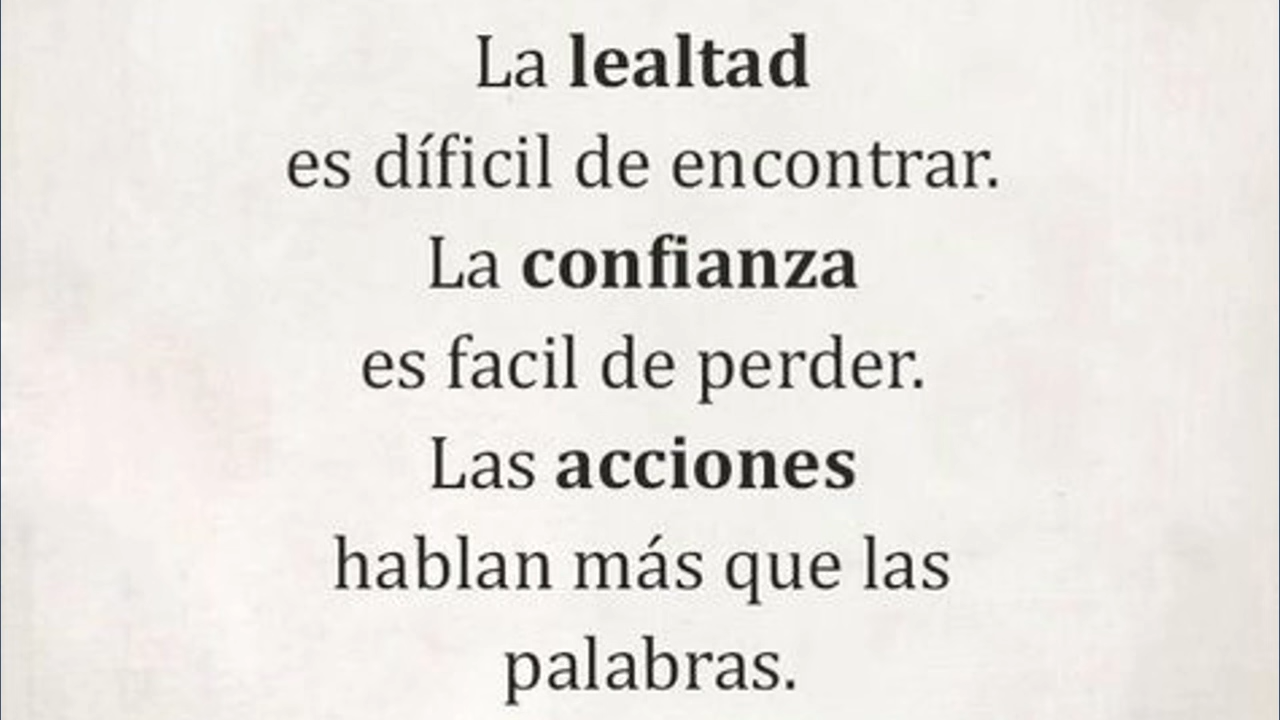 La lealtad
es díficil de encontrar.
La confianza
es facil de perder.
Las acciones
hablan más que las
palabras.